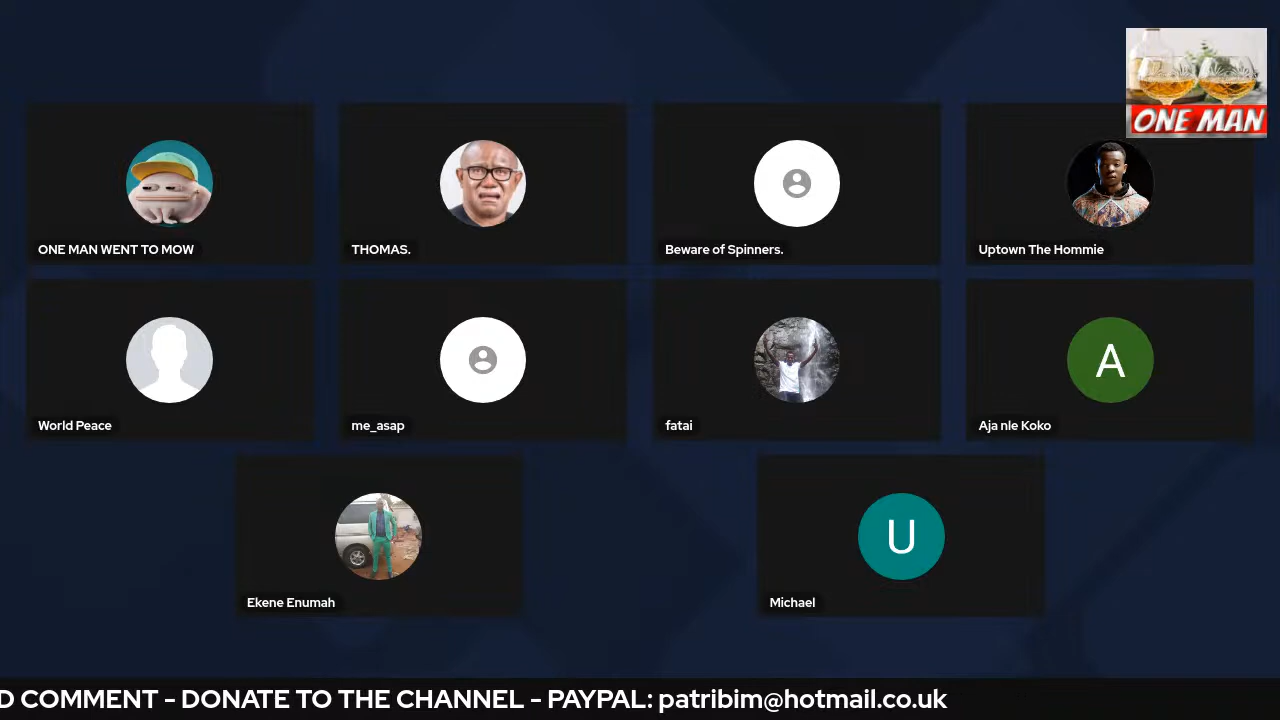 ONE MAN
ONE MAN WENT TO MOW
THOMAS.
Beware of Spinners.
Uptown The Hommie
World Peace
me_asap
fatai
Aja nle Koko
A
Ekene Enumah
Michael
U
D COMMENT - DONATE TO THE CHANNEL - PAYPAL: patribim@hotmail.co.uk